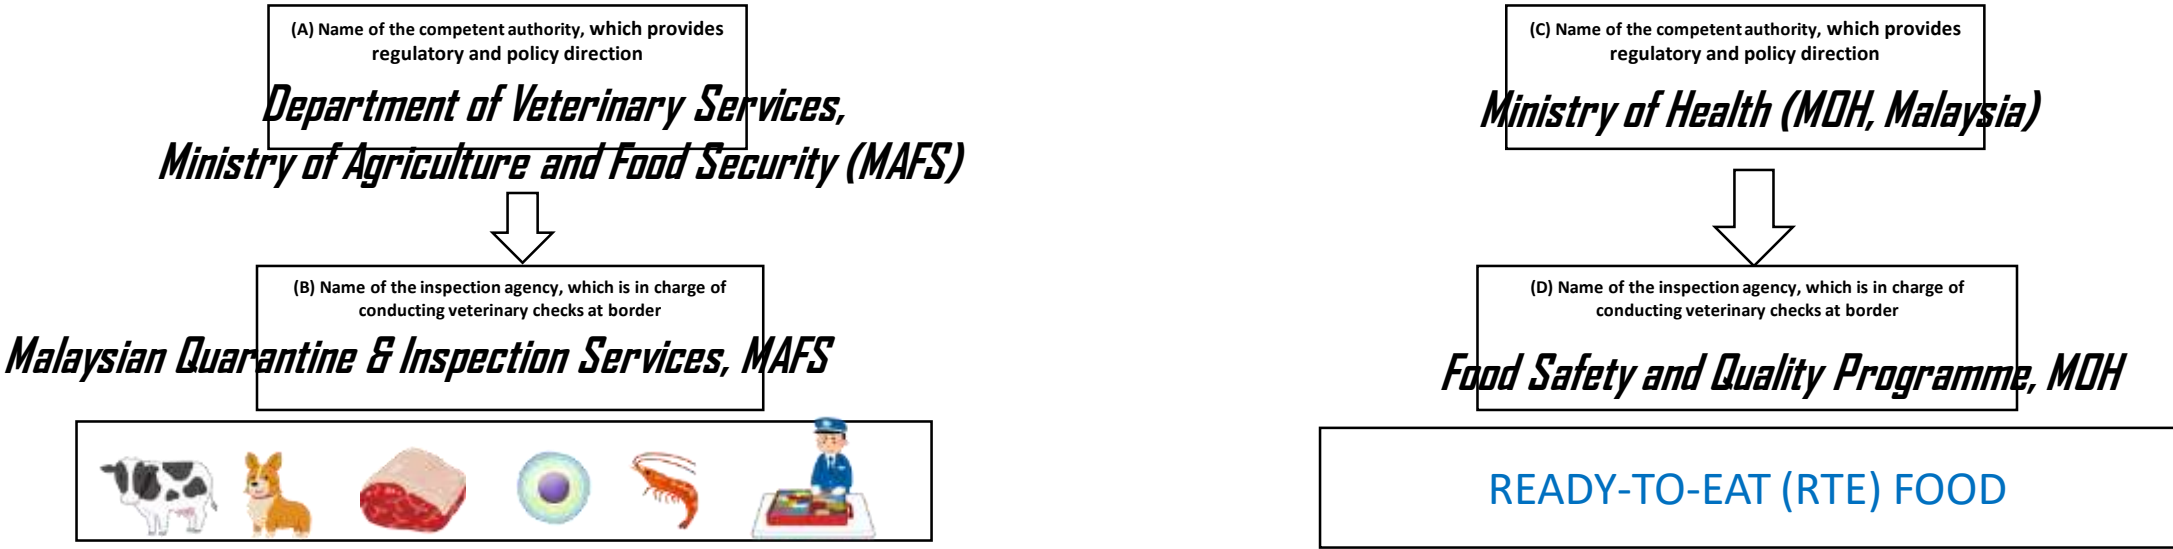 (A) Name of the competent authority, which provides
regulatory and policy direction
Department of Veterinary Services,
Ministry of Agriculture and Food Security (MAFS)
(B) Name of the inspection agency, which is in charge of
conducting veterinary checks at border
Malaysian Quarantine & Inspection Services, MAFS
(C) Name of the competent authority, which provides
regulatory and policy direction
Ministry of Health (MOH, Malaysia)
(D) Name of the inspection agency, which is in charge of
conducting veterinary checks at border
Food Safety and Quality Programme, MOH
READY-TO-EAT (RTE) FOOD